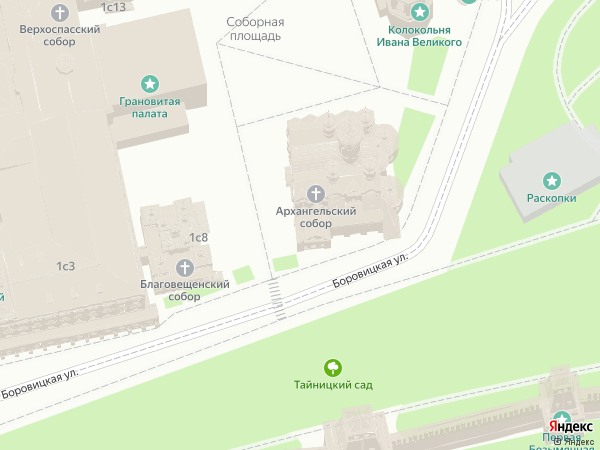 1с13
Верхоспасский
собор
Соборная
площадь
Колокольня
Ивана Великого
Грановитая
палата
Раскопки
Архангельский
собор
1с8
1с3
Благовещенский
собор
й
Боровицкая ул.
Боровицкая ул.
Тайницкий сад
Яндекс
Первая
Безымянная